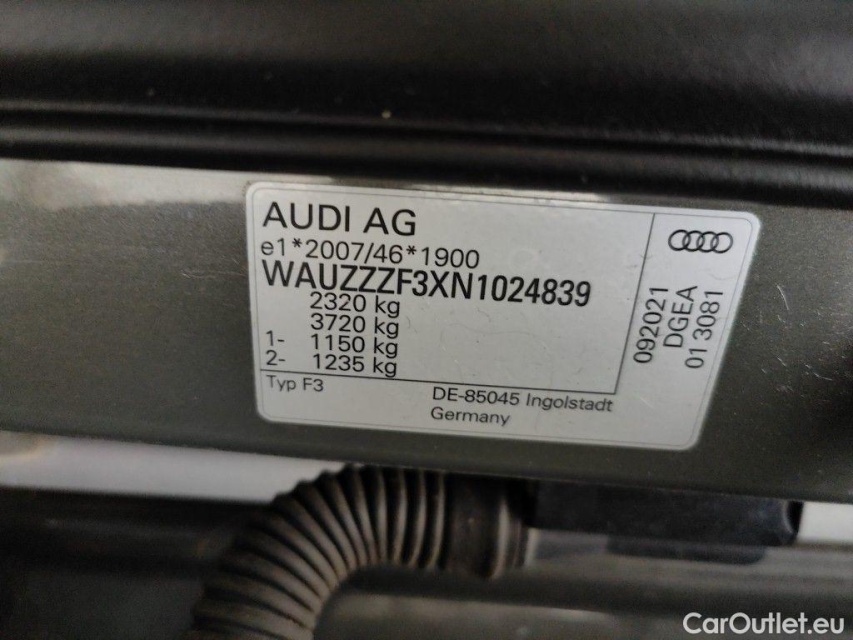 AUDI AG
e1*2007/46*1900
WAUZZZF3XN1024839
2320 kg
3720 kg
1- 1150 kg
2- 1235 kg
Typ F3
DE-85045 Ingolstadt
Germany
092021
DGEA
01 3081
CarOutlet.eu